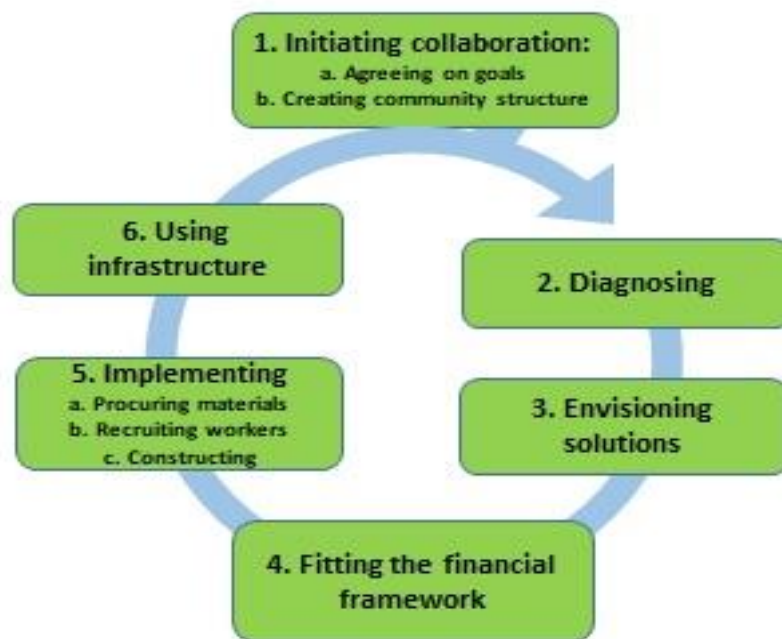 1. Initiating collaboration:
a. Agreeing on goals
b. Creating community structure
2. Diagnosing
3. Envisioning
solutions
4. Fitting the financial
framework
5. Implementing
a. Procuring materials
b. Recruiting workers
c. Constructing
6. Using
infrastructure